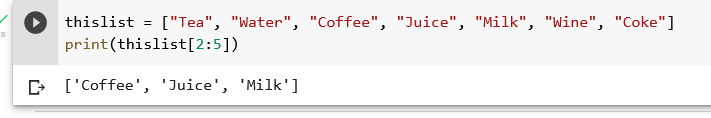 thislist = ["Tea", "Water", "Coffee", "Juice", "Milk", "Wine", "Coke"]
print(thislist[2:5])
['Coffee', 'Juice', 'Milk']